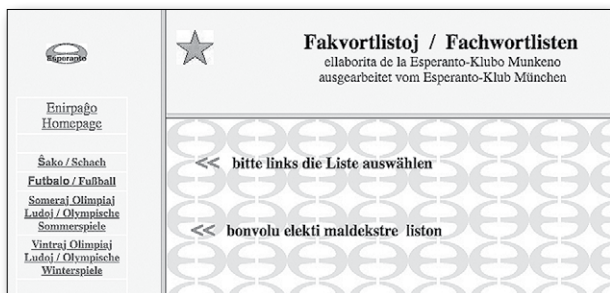 Esperanto
Enirpaĝo
Homepage
Ŝako / Schach
Futbalo / Fußball
Someraj Olimpiaj
Ludoj / Olympische
Sommerspiele
Vintraj Olimpiaj
Ludoj / Olympische
Winterspiele
Fakvortlistoj / Fachwortlisten
ellaborita de la Esperanto-Klubo Munkeno
ausgearbeitet vom Esperanto-Klub München
<< bitte links die Liste auswählen
<< bonvolu elekti maldekstre liston